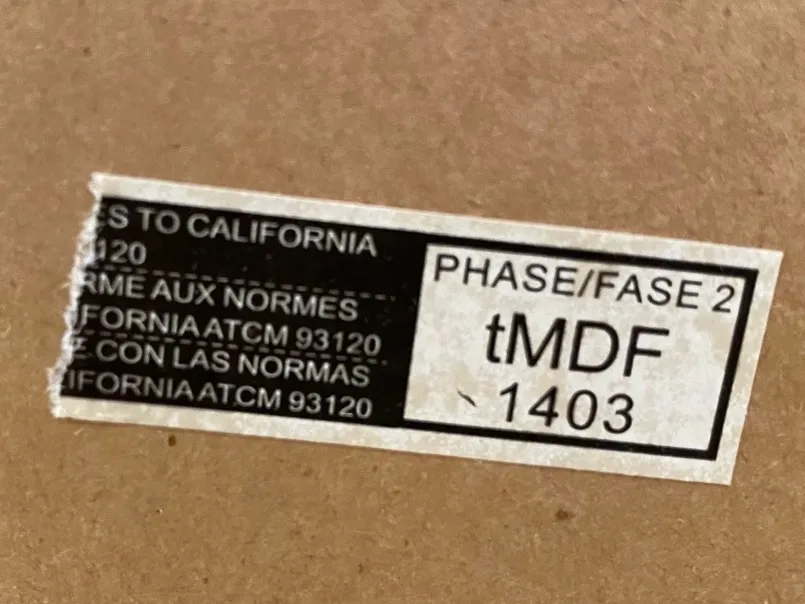 ES TO CALIFORNIA
120
RME AUX NORMES
IFORNIA ATCM 93120
E CON LAS NORMAS
IFORNIA ATCM 93120
PHASE/FASE 2
tMDF
1403